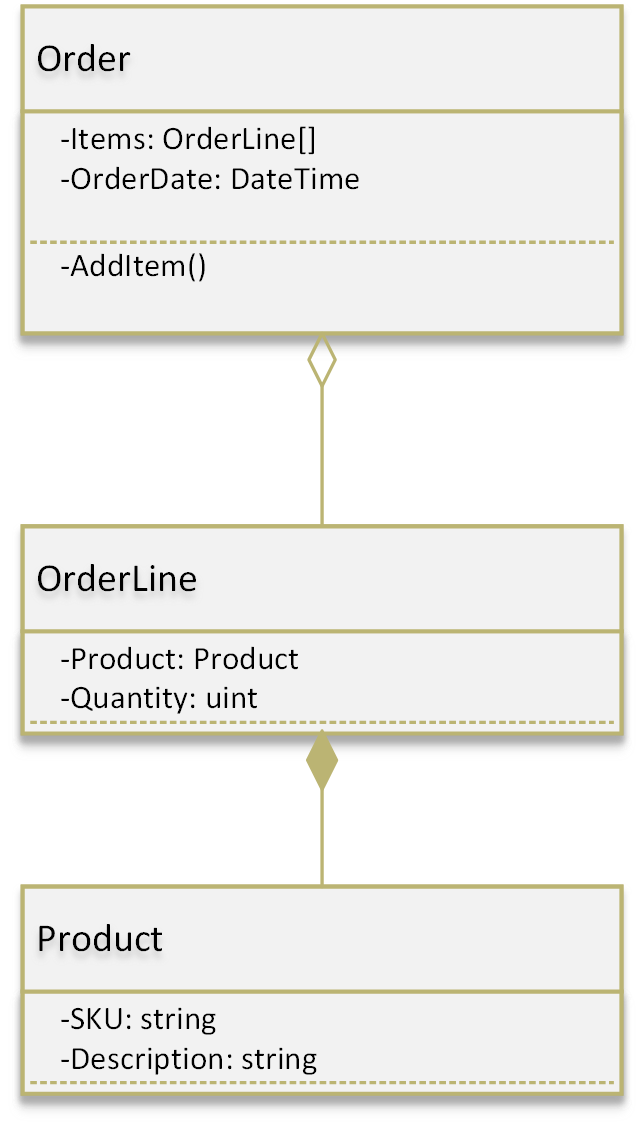 Order
-Items: OrderLine[]
-OrderDate: DateTime
-AddItem()
OrderLine
-Product: Product
-Quantity: uint
Product
-SKU: string
-Description: string